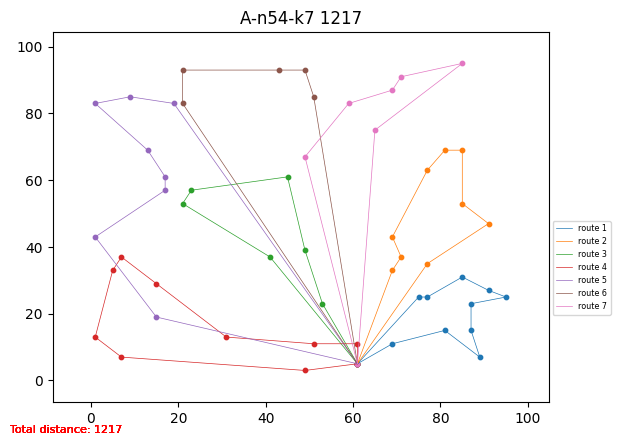 A-n54-k7 1217
100
80
60
40
20
0
0 20 40 60 80 100
route 1
route 2
route 3
route 4
route 5
route 6
route 7
Total distance: 1217